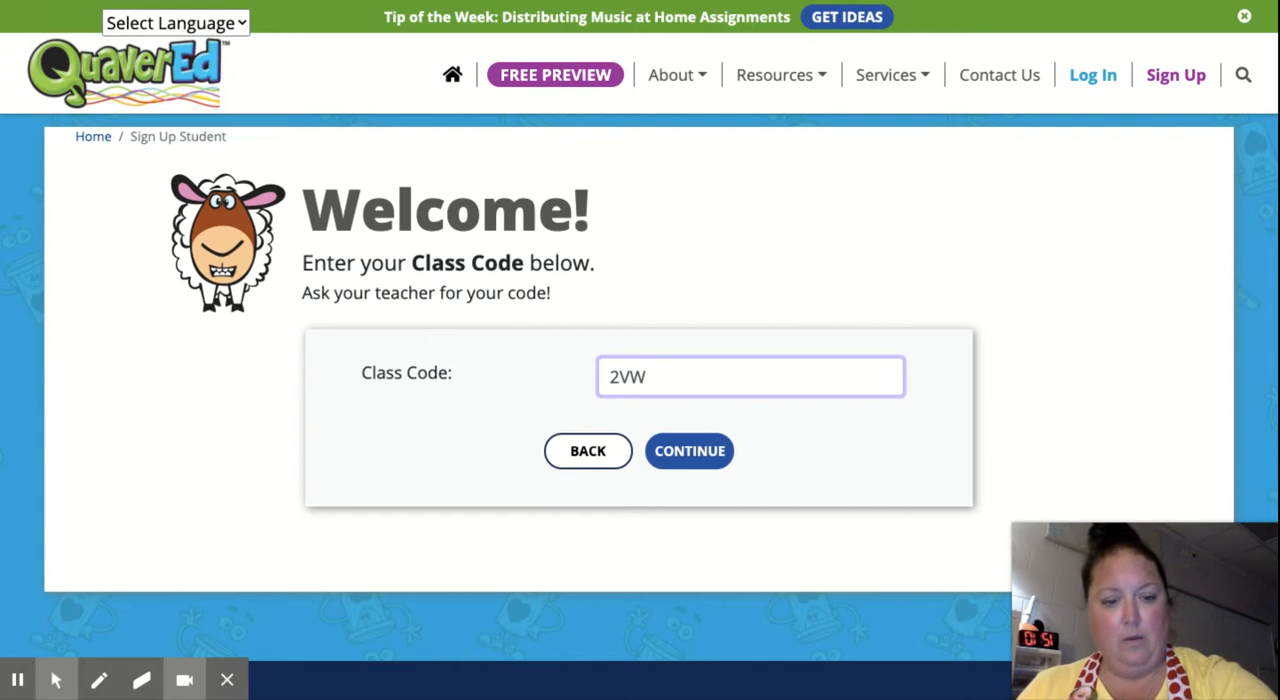 Tip of the Week: Distributing Music at Home Assignments GET IDEAS
Select Language
QuaverEd™
FREE PREVIEW About Resources Services Contact Us Log In Sign Up
Home / Sign Up Student
Welcome!
Enter your Class Code below.
Ask your teacher for your code!
Class Code: 2VW
BACK CONTINUE